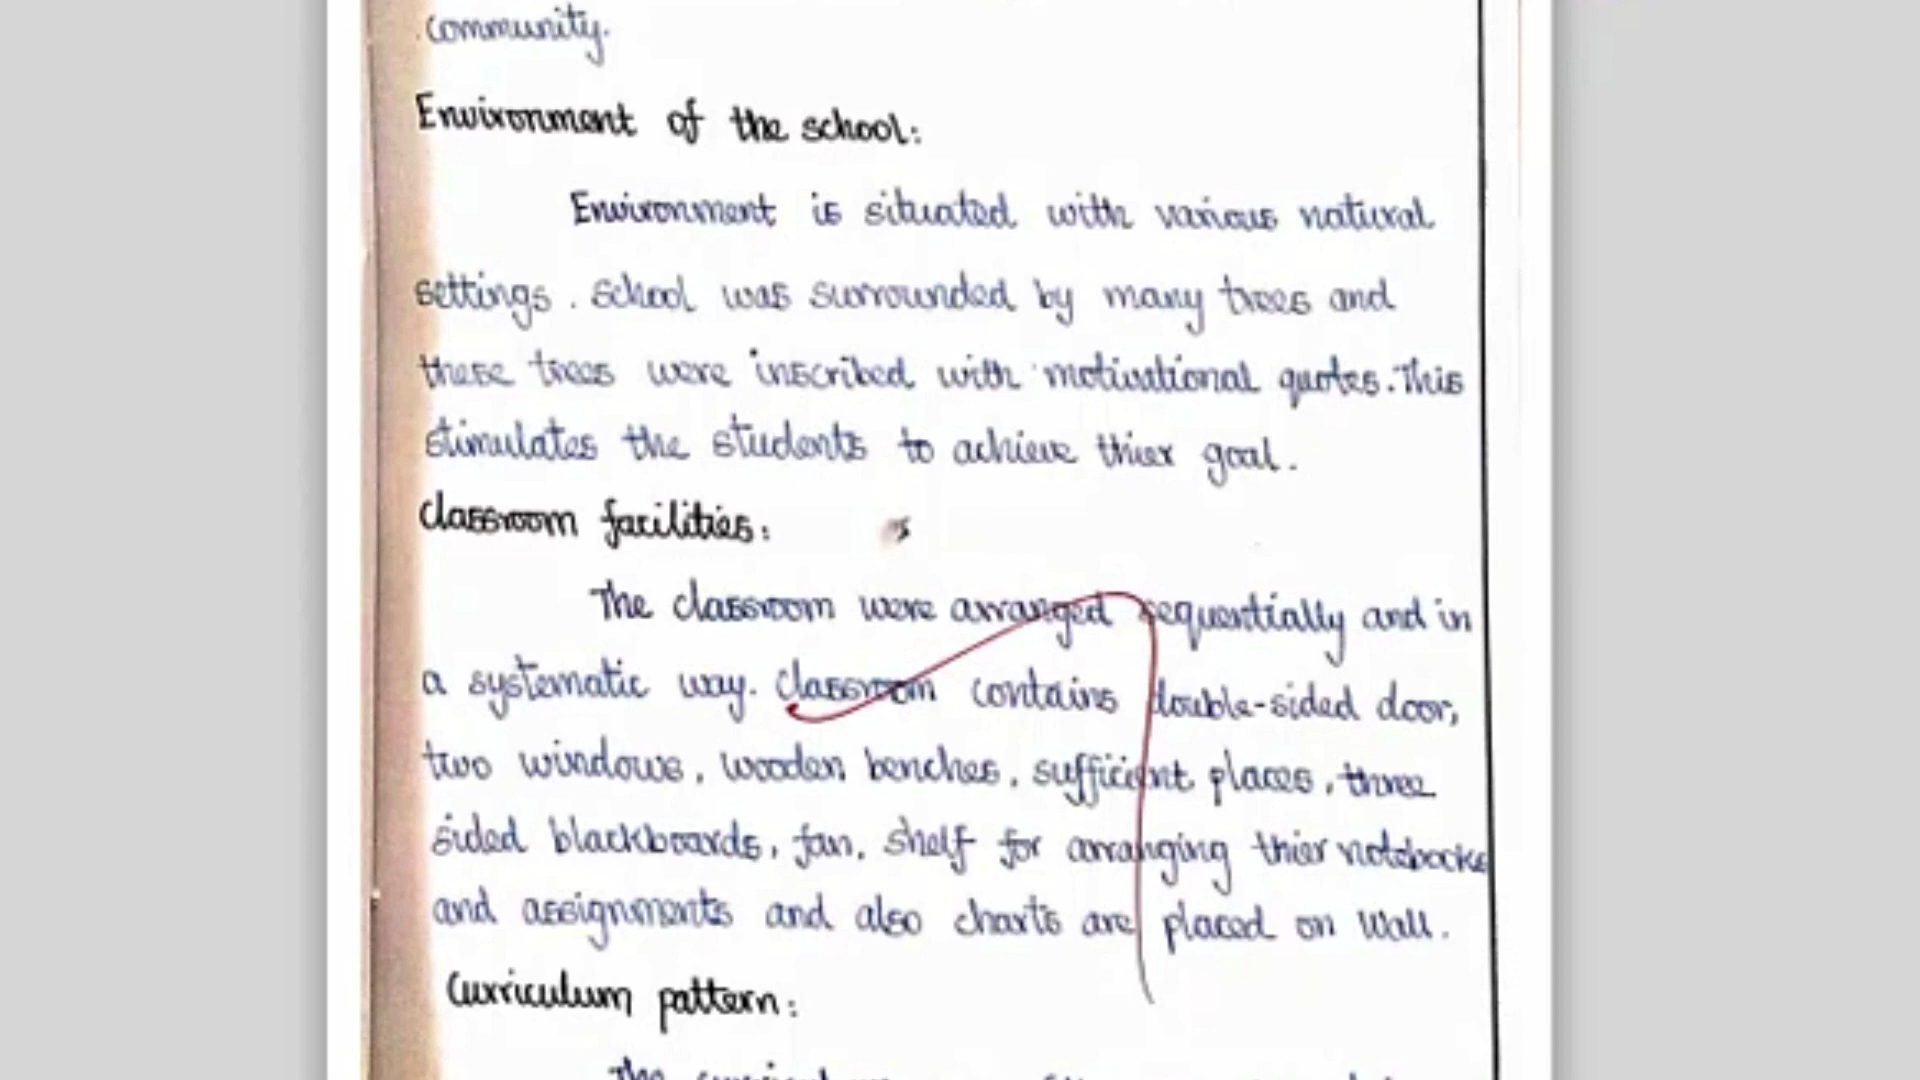 community.
Environment of the school:
Environment is situated with various natural
settings. School was surrounded by many trees and
these trees were inscribed with motivational quotes. This
stimulates the students to achieve thier goal.
Classroom facilities:
The classroom were arranged sequentially and in
a systematic way. Classroom contains double-sided door,
two windows, wooden benches, sufficient places, three
sided blackboards, fan, shelf for arranging thier notebooks
and assignments and also charts are placed on Wall.
Curriculum pattern:
The